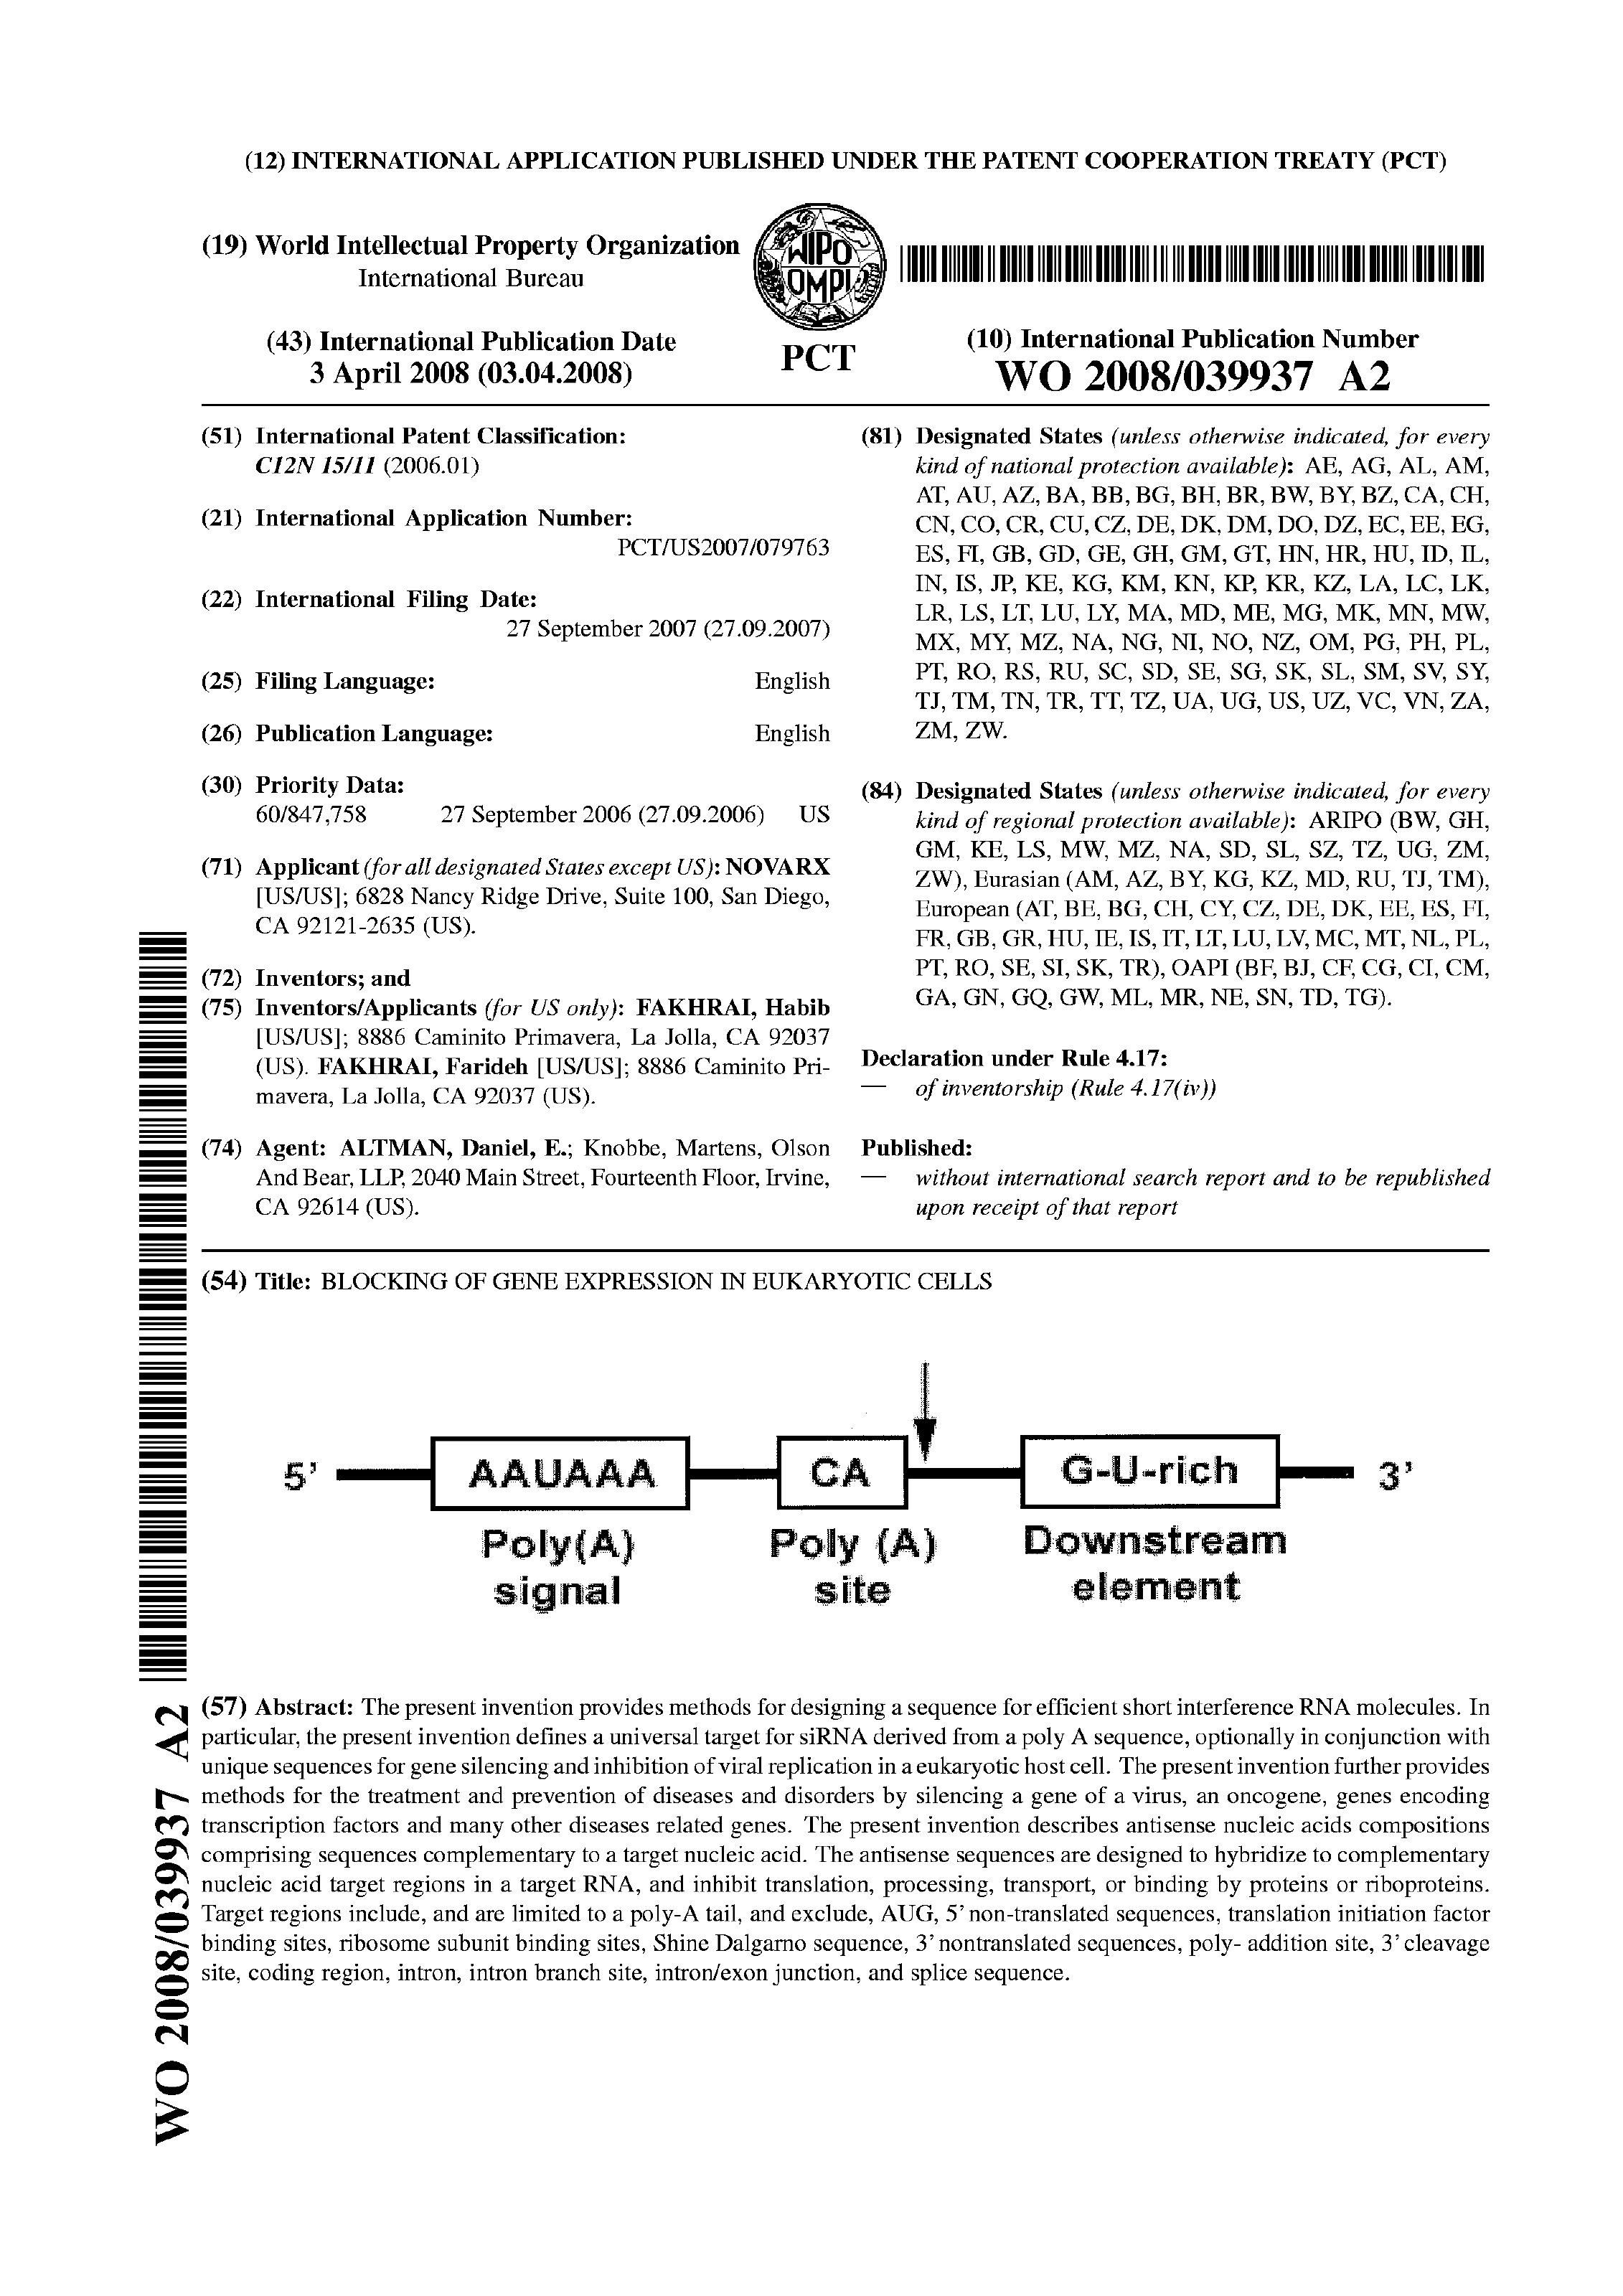 (12) INTERNATIONAL APPLICATION PUBLISHED UNDER THE PATENT COOPERATION TREATY (PCT)
(19) World Intellectual Property Organization
International Bureau
WIPO
OMPI
PCT
(43) International Publication Date
3 April 2008 (03.04.2008)
(10) International Publication Number
WO 2008/039937 A2
(51) International Patent Classification:
C12N 15/11 (2006.01)
(21) International Application Number:
PCT/US2007/079763
(22) International Filing Date:
27 September 2007 (27.09.2007)
(25) Filing Language: English
(26) Publication Language: English
(30) Priority Data:
60/847,758 27 September 2006 (27.09.2006) US
(71) Applicant (for all designated States except US): NOVARX
[US/US]; 6828 Nancy Ridge Drive, Suite 100, San Diego,
CA 92121-2635 (US).
(72) Inventors; and
(75) Inventors/Applicants (for US only): FAKHRAI, Habib
[US/US]; 8886 Caminito Primavera, La Jolla, CA 92037
(US). FAKHRAI, Farideh [US/US]; 8886 Caminito Pri-
mavera, La Jolla, CA 92037 (US).
(74) Agent: ALTMAN, Daniel, E.; Knobbe, Martens, Olson
And Bear, LLP, 2040 Main Street, Fourteenth Floor, Irvine,
CA 92614 (US).
(81) Designated States (unless otherwise indicated, for every
kind of national protection available): AE, AG, AL, AM,
AT, AU, AZ, BA, BB, BG, BH, BR, BW, BY, BZ, CA, CH,
CN, CO, CR, CU, CZ, DE, DK, DM, DO, DZ, EC, EE, EG,
ES, FI, GB, GD, GE, GH, GM, GT, HN, HR, HU, ID, IL,
IN, IS, JP, KE, KG, KM, KN, KP, KR, KZ, LA, LC, LK,
LR, LS, LT, LU, LY, MA, MD, ME, MG, MK, MN, MW,
MX, MY, MZ, NA, NG, NI, NO, NZ, OM, PG, PH, PL,
PT, RO, RS, RU, SC, SD, SE, SG, SK, SL, SM, SV, SY,
TJ, TM, TN, TR, TT, TZ, UA, UG, US, UZ, VC, VN, ZA,
ZM, ZW.
(84) Designated States (unless otherwise indicated, for every
kind of regional protection available): ARIPO (BW, GH,
GM, KE, LS, MW, MZ, NA, SD, SL, SZ, TZ, UG, ZM,
ZW), Eurasian (AM, AZ, BY, KG, KZ, MD, RU, TJ, TM),
European (AT, BE, BG, CH, CY, CZ, DE, DK, EE, ES, FI,
FR, GB, GR, HU, IE, IS, IT, LT, LU, LV, MC, MT, NL, PL,
PT, RO, SE, SI, SK, TR), OAPI (BF, BJ, CF, CG, CI, CM,
GA, GN, GQ, GW, ML, MR, NE, SN, TD, TG).
Declaration under Rule 4.17:
— of inventorship (Rule 4.17(iv))
Published:
— without international search report and to be republished
upon receipt of that report
(54) Title: BLOCKING OF GENE EXPRESSION IN EUKARYOTIC CELLS
5’ AAUAAA CA G-U-rich 3’
Poly(A) Poly (A) Downstream
signal site element
(57) Abstract: The present invention provides methods for designing a sequence for efficient short interference RNA molecules. In
particular, the present invention defines a universal target for siRNA derived from a poly A sequence, optionally in conjunction with
unique sequences for gene silencing and inhibition of viral replication in a eukaryotic host cell. The present invention further provides
methods for the treatment and prevention of diseases and disorders by silencing a gene of a virus, an oncogene, genes encoding
transcription factors and many other diseases related genes. The present invention describes antisense nucleic acids compositions
comprising sequences complementary to a target nucleic acid. The antisense sequences are designed to hybridize to complementary
nucleic acid target regions in a target RNA, and inhibit translation, processing, transport, or binding by proteins or riboproteins.
Target regions include, and are limited to a poly-A tail, and exclude, AUG, 5’ non-translated sequences, translation initiation factor
binding sites, ribosome subunit binding sites, Shine Dalgarno sequence, 3’ nontranslated sequences, poly- addition site, 3’ cleavage
site, coding region, intron, intron branch site, intron/exon junction, and splice sequence.
WO 2008/039937 A2